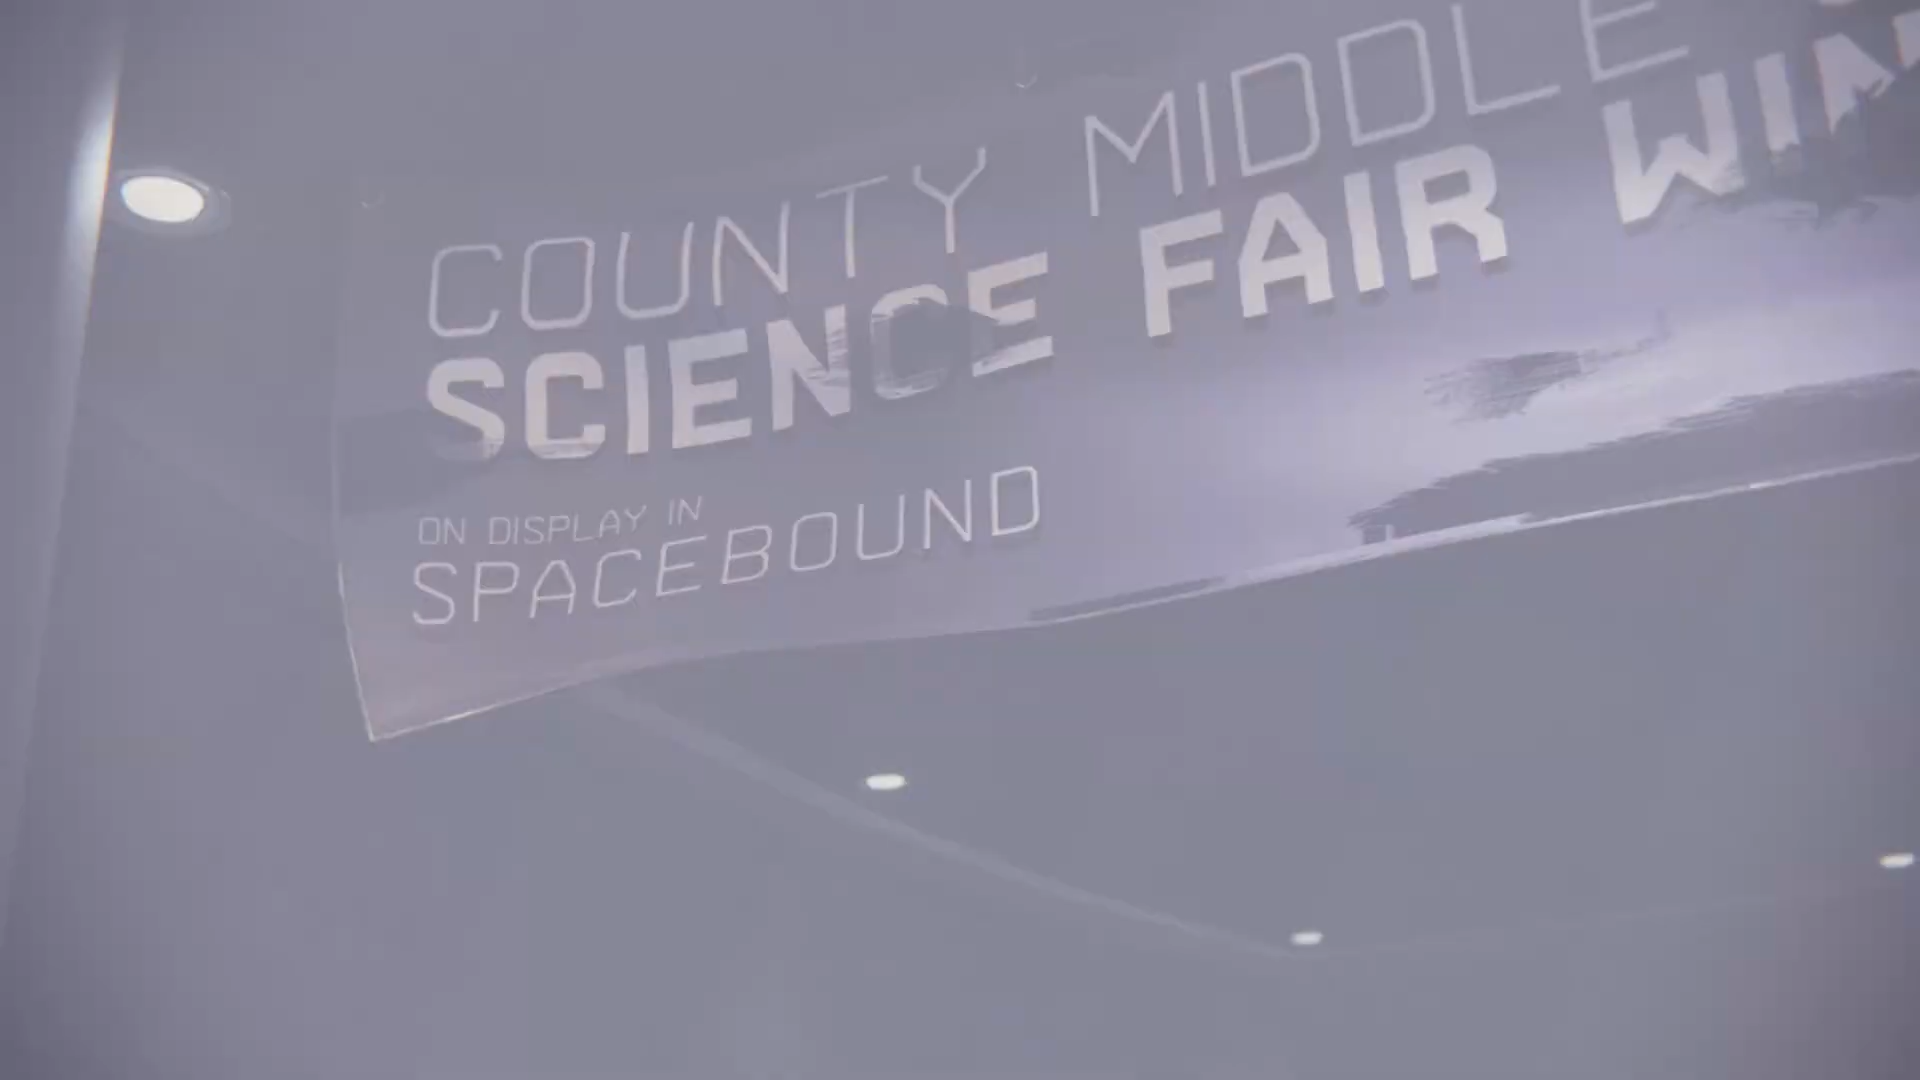 COUNTY MIDDLE
SCIENCE FAIR
ON DISPLAY IN
SPACEBOUND